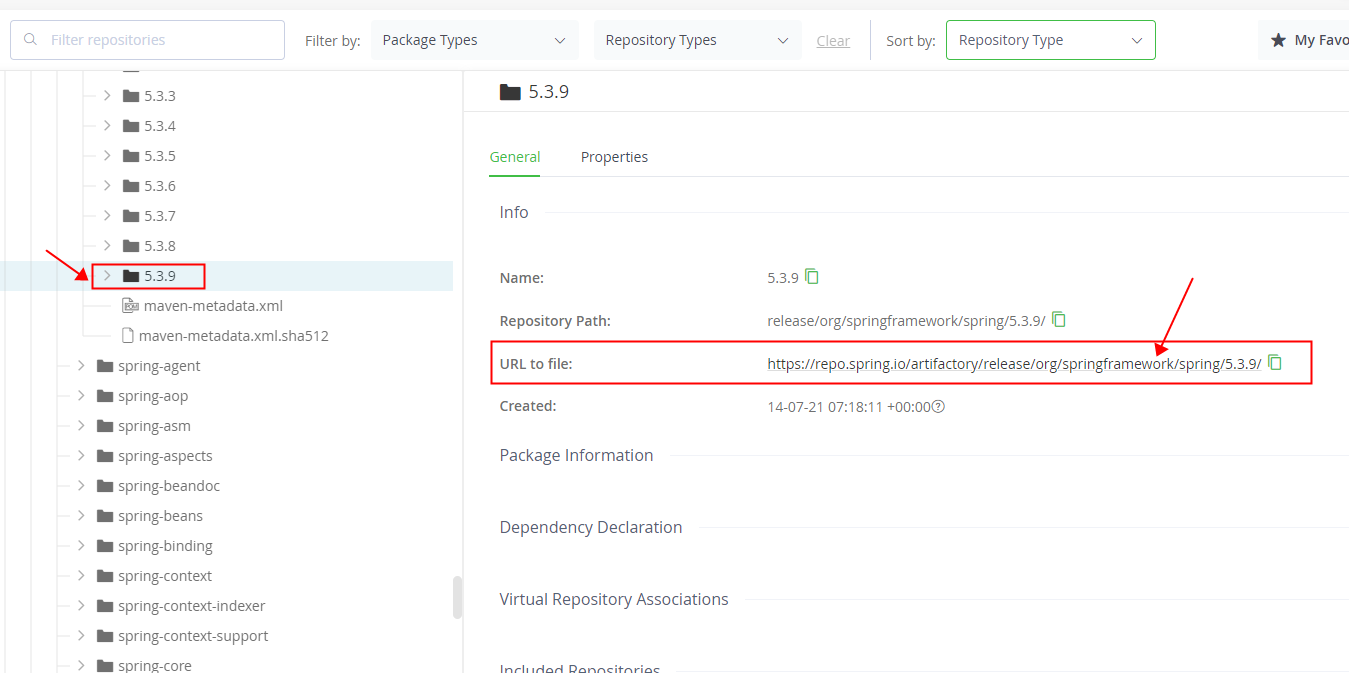 Filter repositories
Filter by:
Package Types
Repository Types
Clear
Sort by:
Repository Type
My Favo
5.3.3
5.3.4
5.3.5
5.3.6
5.3.7
5.3.8
5.3.9
maven-metadata.xml
maven-metadata.xml.sha512
spring-agent
spring-aop
spring-asm
spring-aspects
spring-beandoc
spring-beans
spring-binding
spring-context
spring-context-indexer
spring-context-support
spring-core
5.3.9
General
Properties
Info
Name: 5.3.9
Repository Path: release/org/springframework/spring/5.3.9/
URL to file: https://repo.spring.io/artifactory/release/org/springframework/spring/5.3.9/
Created: 14-07-21 07:18:11 +00:00
Package Information
Dependency Declaration
Virtual Repository Associations
Included Repositories